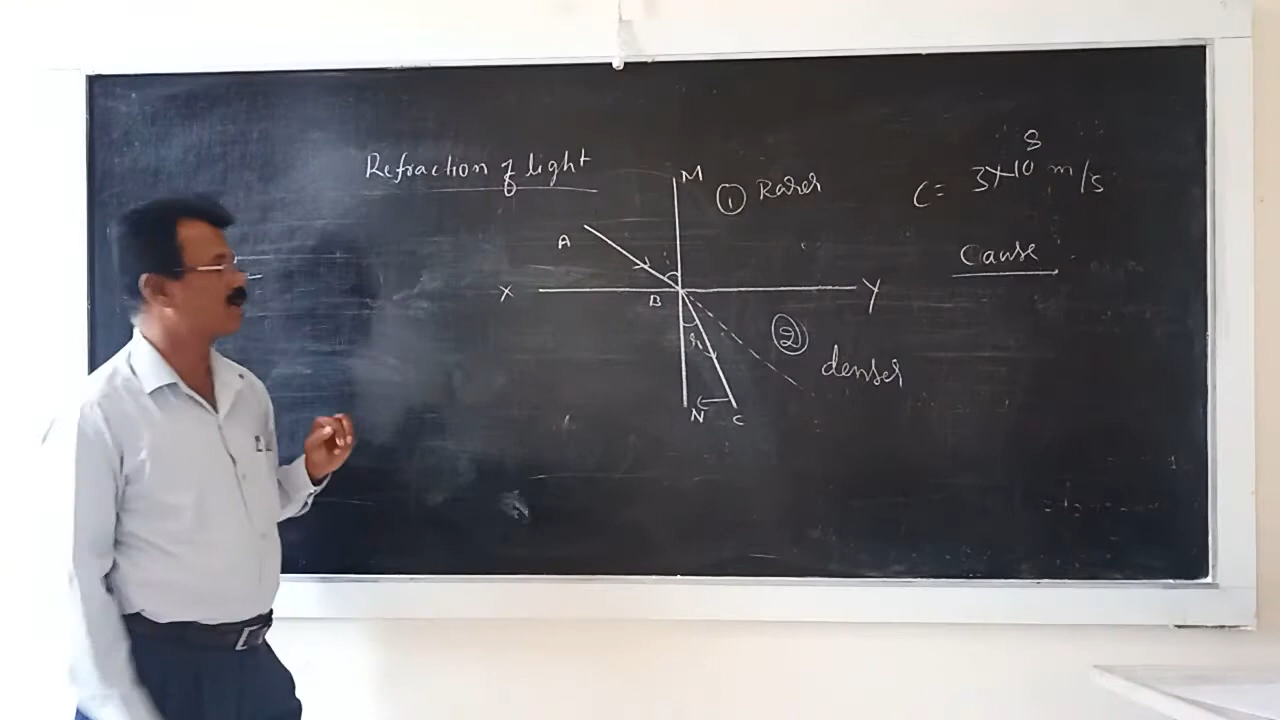 Refraction of light
M
① Rarer
C = 3×10⁸ m/s
A
Cause
X
B
Y
i
r
②
denser
N
C